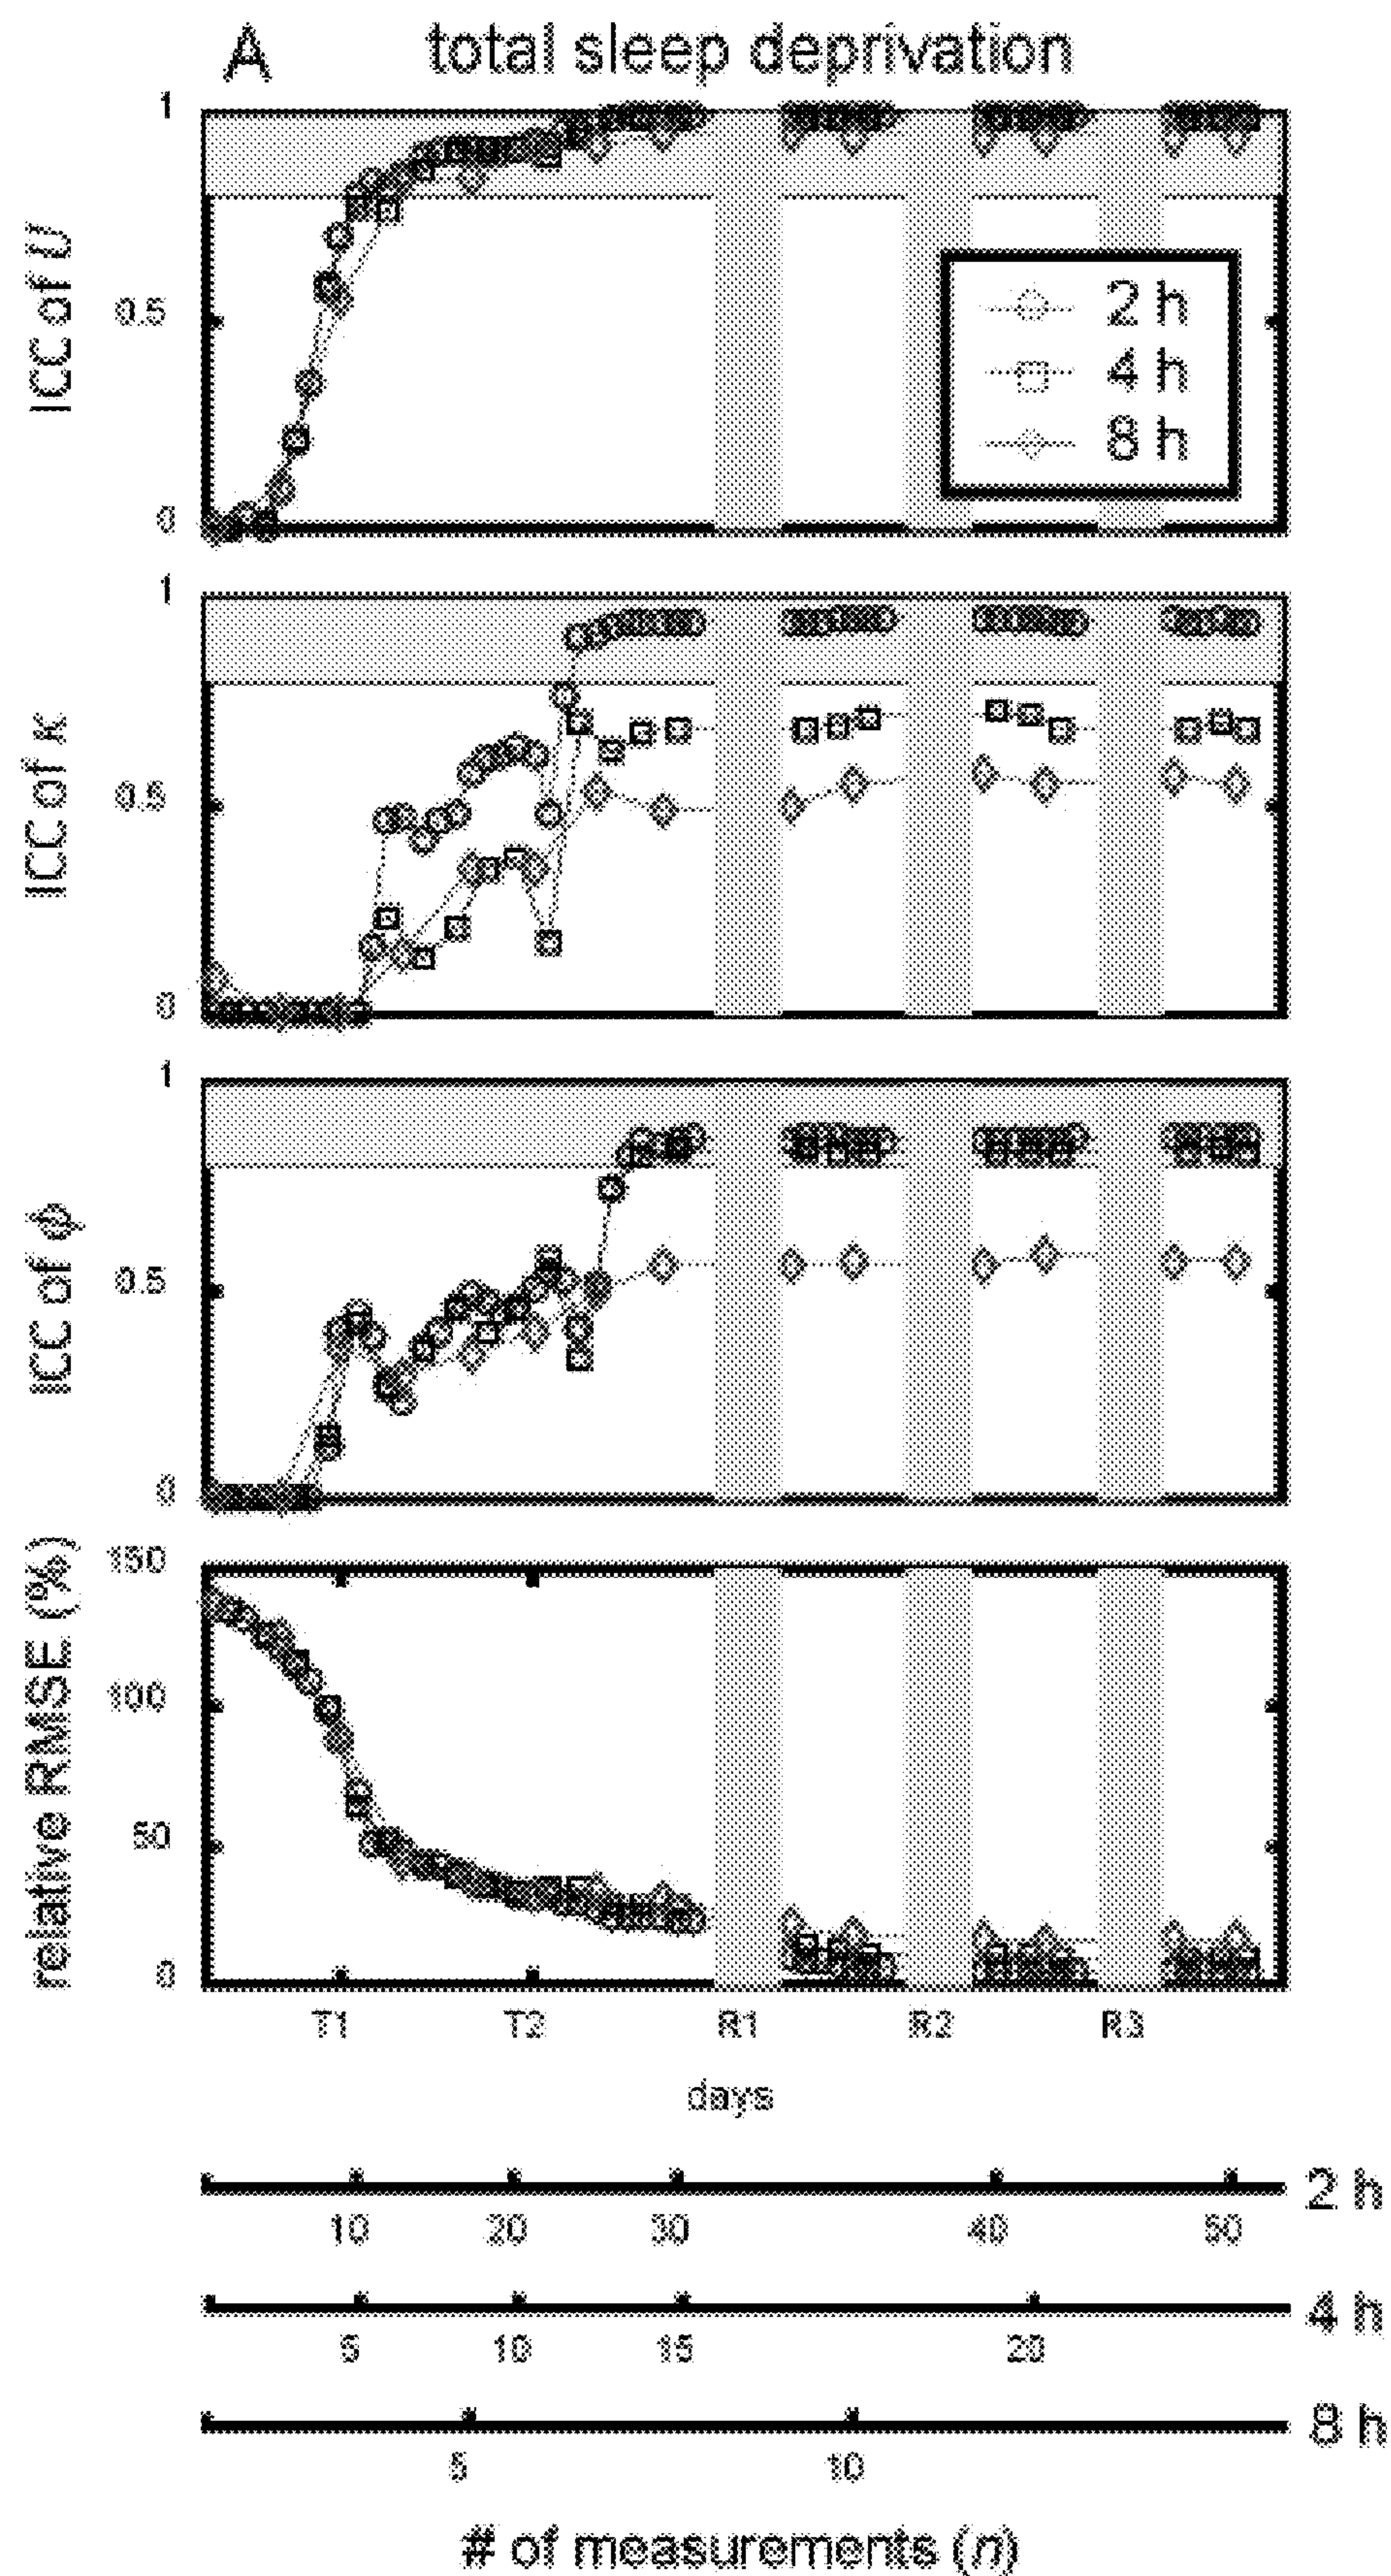 A total sleep deprivation
1
ICC of U
0.5
0
2 h
4 h
8 h
1
ICC of κ
0.5
0
1
ICC of ϕ
0.5
0
150
relative RMSE (%)
100
50
0
T1 T2 R1 R2 R3
days
2 h
10 20 30 40 50
4 h
5 10 15 20
8 h
5 10
# of measurements (n)